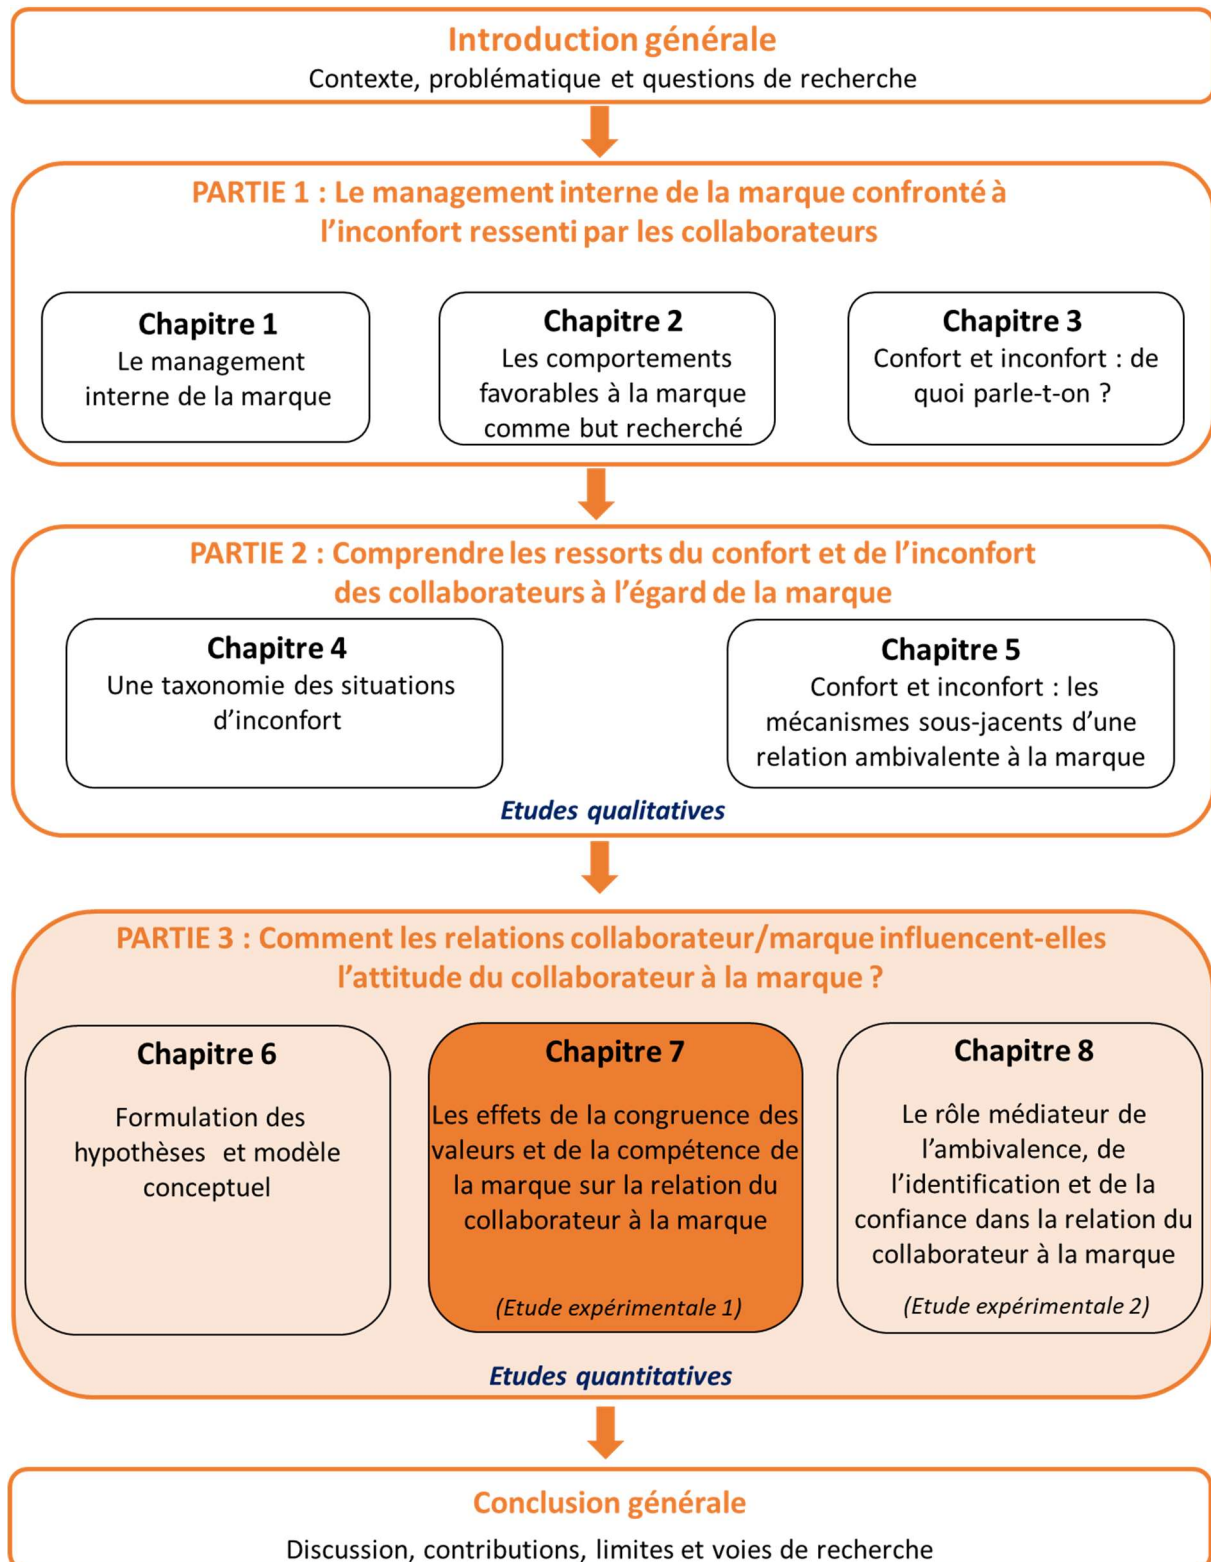 Introduction générale
Contexte, problématique et questions de recherche
PARTIE 1 : Le management interne de la marque confronté à
l’inconfort ressenti par les collaborateurs
Chapitre 1
Le management
interne de la marque
Chapitre 2
Les comportements
favorables à la marque
comme but recherché
Chapitre 3
Confort et inconfort : de
quoi parle-t-on ?
PARTIE 2 : Comprendre les ressorts du confort et de l’inconfort
des collaborateurs à l’égard de la marque
Chapitre 4
Une taxonomie des situations
d’inconfort
Chapitre 5
Confort et inconfort : les
mécanismes sous-jacents d’une
relation ambivalente à la marque
Etudes qualitatives
PARTIE 3 : Comment les relations collaborateur/marque influencent-elles
l’attitude du collaborateur à la marque ?
Chapitre 6
Formulation des
hypothèses et modèle
conceptuel
Chapitre 7
Les effets de la congruence des
valeurs et de la compétence de
la marque sur la relation du
collaborateur à la marque
(Etude expérimentale 1)
Chapitre 8
Le rôle médiateur de
l’ambivalence, de
l’identification et de la
confiance dans la relation du
collaborateur à la marque
(Etude expérimentale 2)
Etudes quantitatives
Conclusion générale
Discussion, contributions, limites et voies de recherche